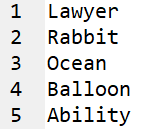 1 Lawyer
2 Rabbit
3 Ocean
4 Balloon
5 Ability